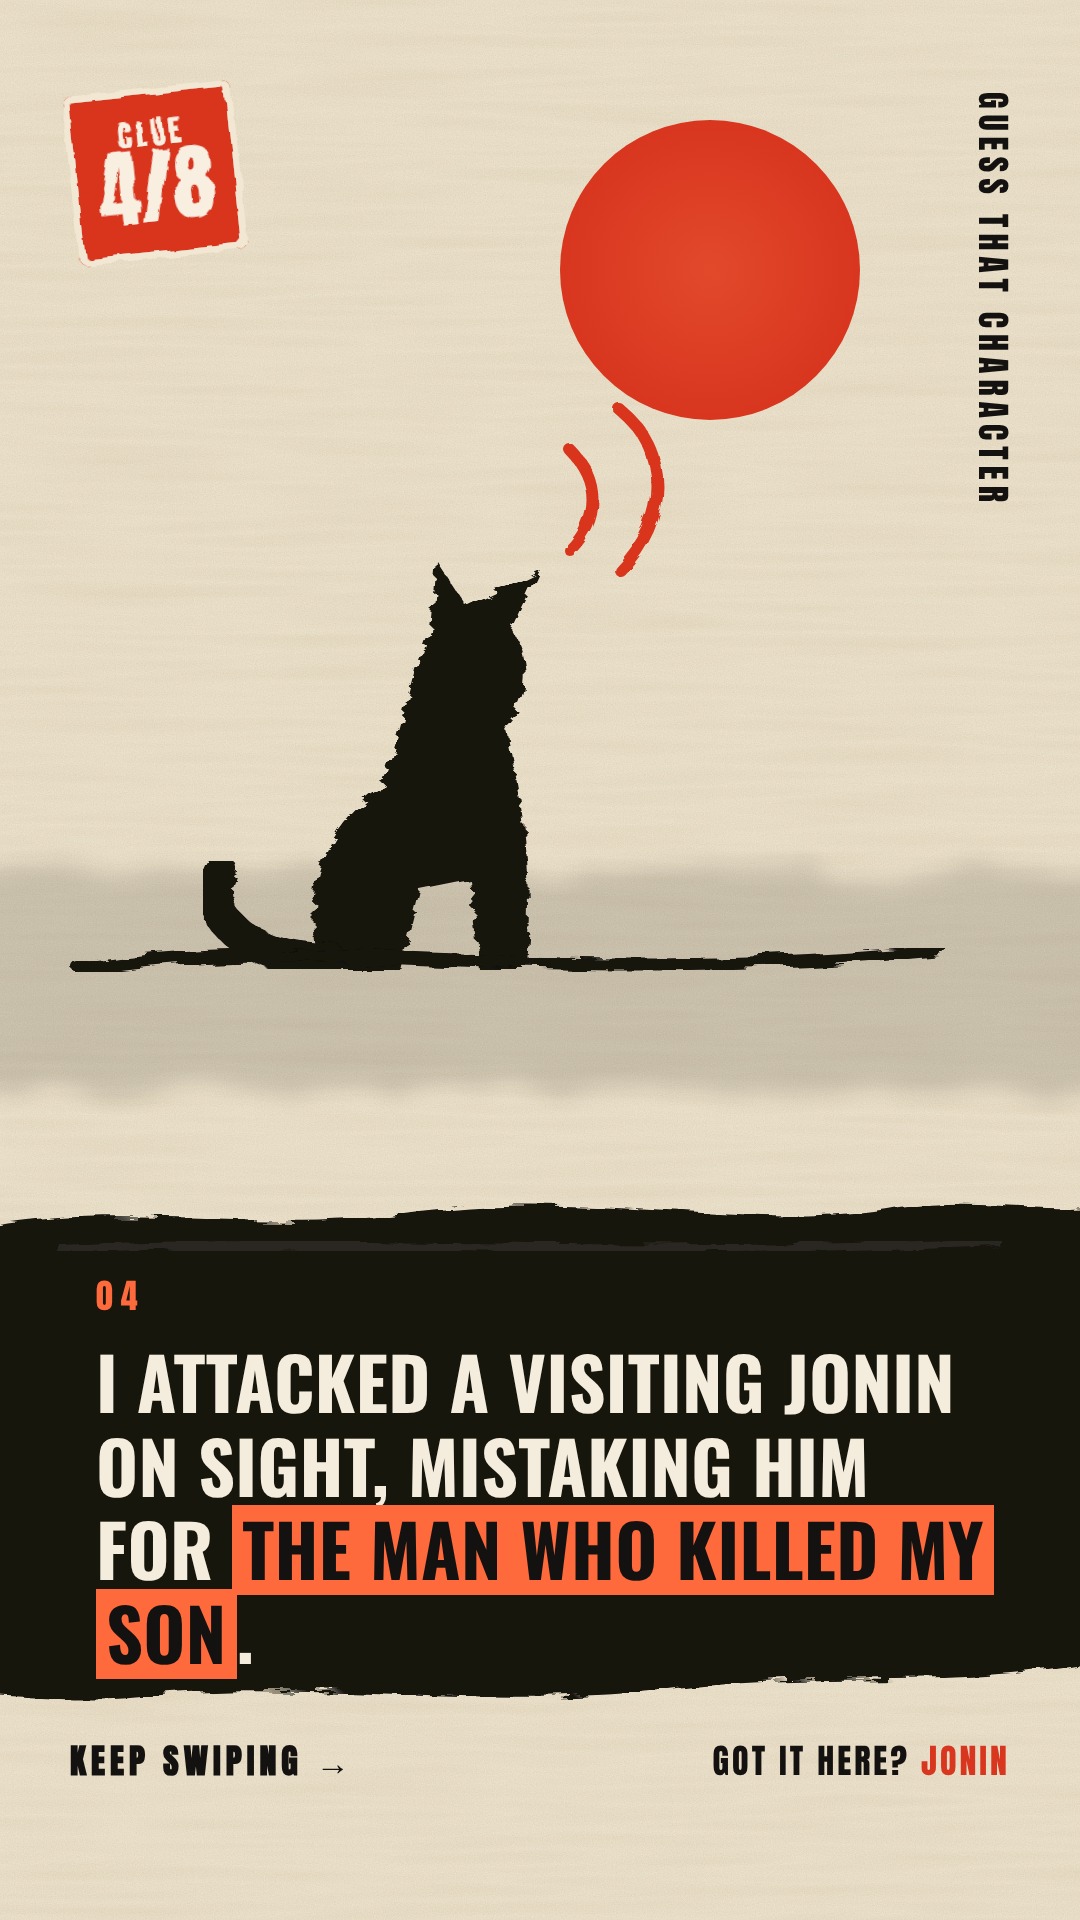 CLUE
4/8
GUESS THAT CHARACTER
04
I ATTACKED A VISITING JONIN
ON SIGHT, MISTAKING HIM
FOR THE MAN WHO KILLED MY
SON.
KEEP SWIPING →
GOT IT HERE? JONIN